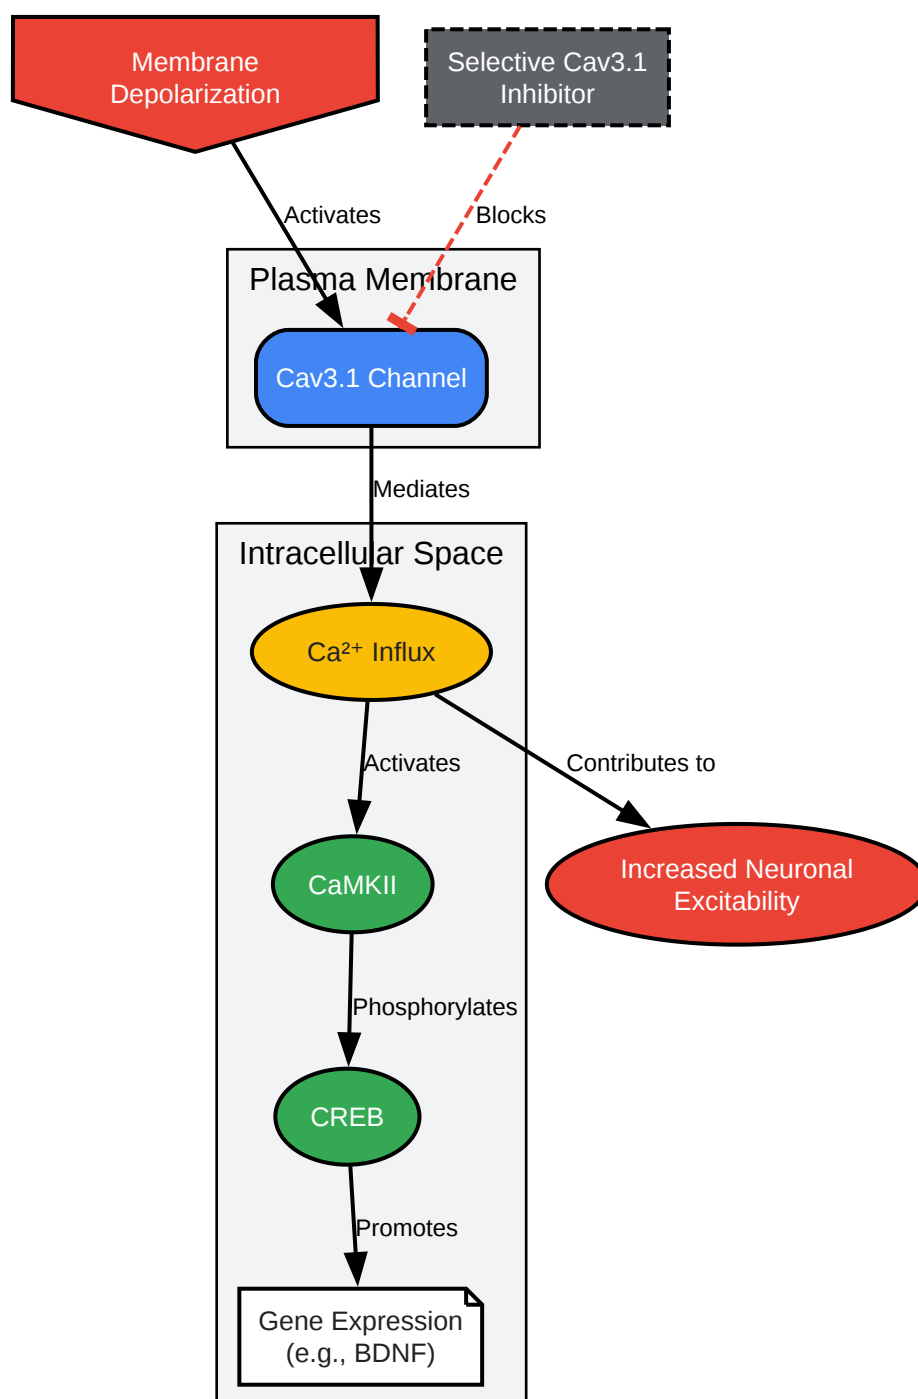 Membrane
Depolarization
Selective Cav3.1
Inhibitor
Activates
Blocks
Plasma Membrane
Cav3.1 Channel
Mediates
Intracellular Space
Ca²⁺ Influx
Activates
Contributes to
CaMKII
Increased Neuronal
Excitability
Phosphorylates
CREB
Promotes
Gene Expression
(e.g., BDNF)